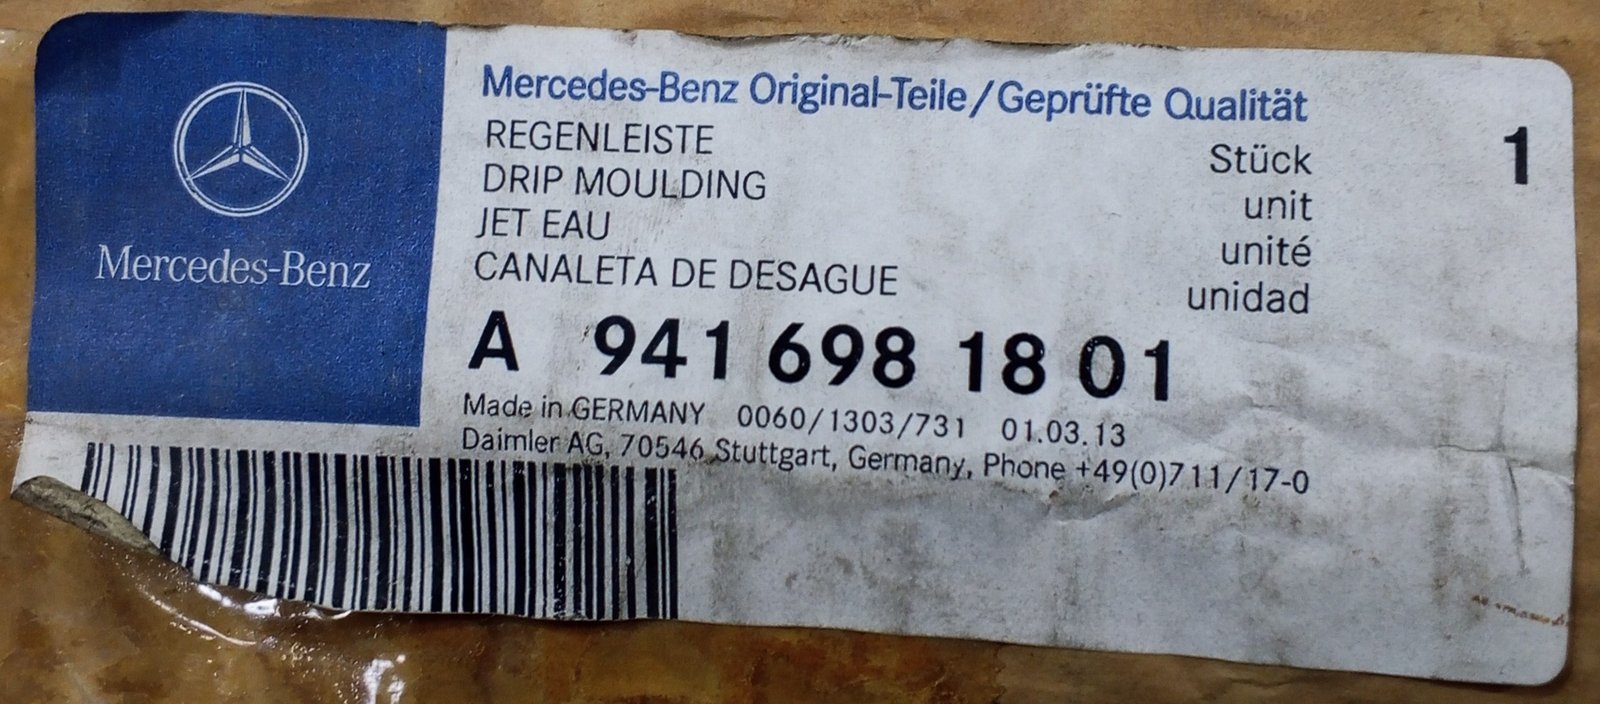 Mercedes-Benz
Mercedes-Benz Original-Teile/Geprüfte Qualität
REGENLEISTE
DRIP MOULDING
JET EAU
CANALETA DE DESAGUE
Stück 1
unit
unité
unidad
A 941 698 18 01
Made in GERMANY 0060/1303/731 01.03.13
Daimler AG, 70546 Stuttgart, Germany, Phone +49(0)711/17-0